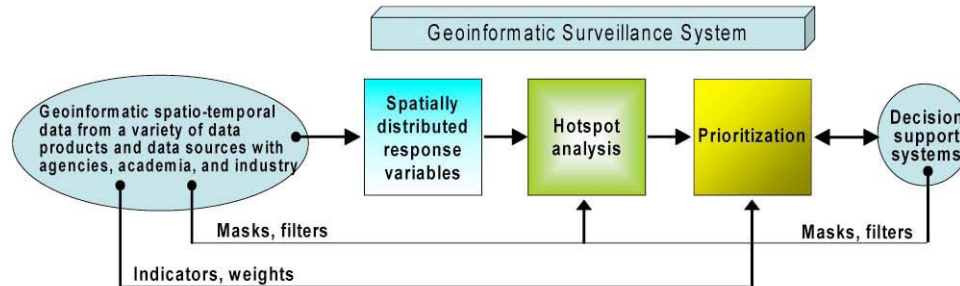 Geoinformatic Surveillance System
Geoinformatic spatio-temporal
data from a variety of data
products and data sources with
agencies, academia, and industry
Spatially
distributed
response
variables
Hotspot
analysis
Prioritization
Decision
support
systems
Masks, filters
Masks, filters
Indicators, weights